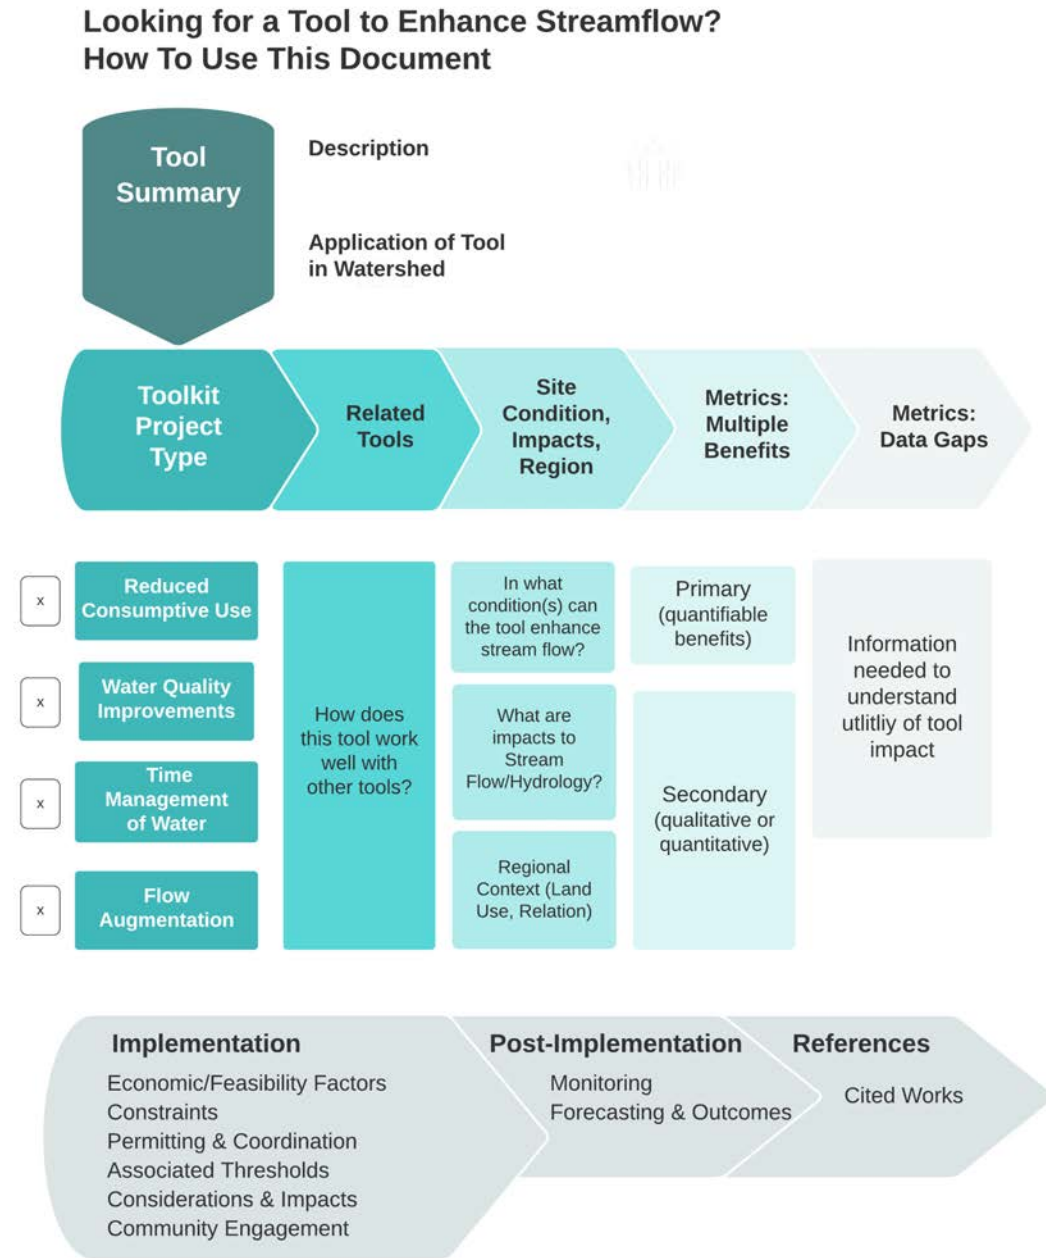 Looking for a Tool to Enhance Streamflow?
How To Use This Document
Tool
Summary
Description
Application of Tool
in Watershed
Toolkit
Project
Type
Related
Tools
Site
Condition,
Impacts,
Region
Metrics:
Multiple
Benefits
Metrics:
Data Gaps
x
Reduced
Consumptive Use
x
Water Quality
Improvements
x
Time
Management
of Water
x
Flow
Augmentation
How does
this tool work
well with
other tools?
In what
condition(s) can
the tool enhance
stream flow?
What are
impacts to
Stream
Flow/Hydrology?
Regional
Context (Land
Use, Relation)
Primary
(quantifiable
benefits)
Secondary
(qualitative or
quantitative)
Information
needed to
understand
utlitliy of tool
impact
Implementation
Economic/Feasibility Factors
Constraints
Permitting & Coordination
Associated Thresholds
Considerations & Impacts
Community Engagement
Post-Implementation
Monitoring
Forecasting & Outcomes
References
Cited Works